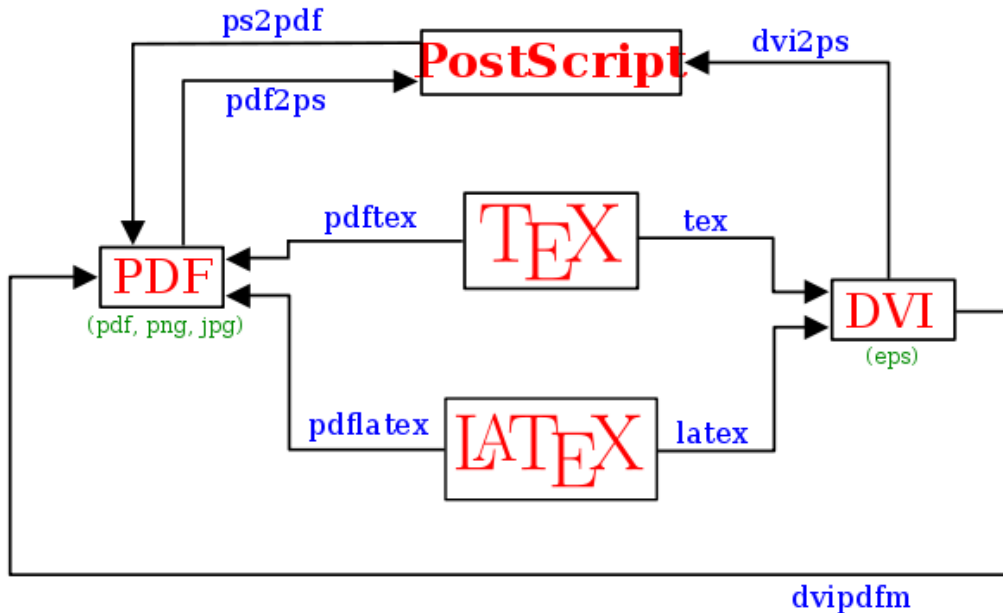 ps2pdf
PostScript
dvi2ps
pdf2ps
pdftex
TEX
tex
PDF
(pdf, png, jpg)
DVI
(eps)
pdflatex
LATEX
latex
dvipdfm